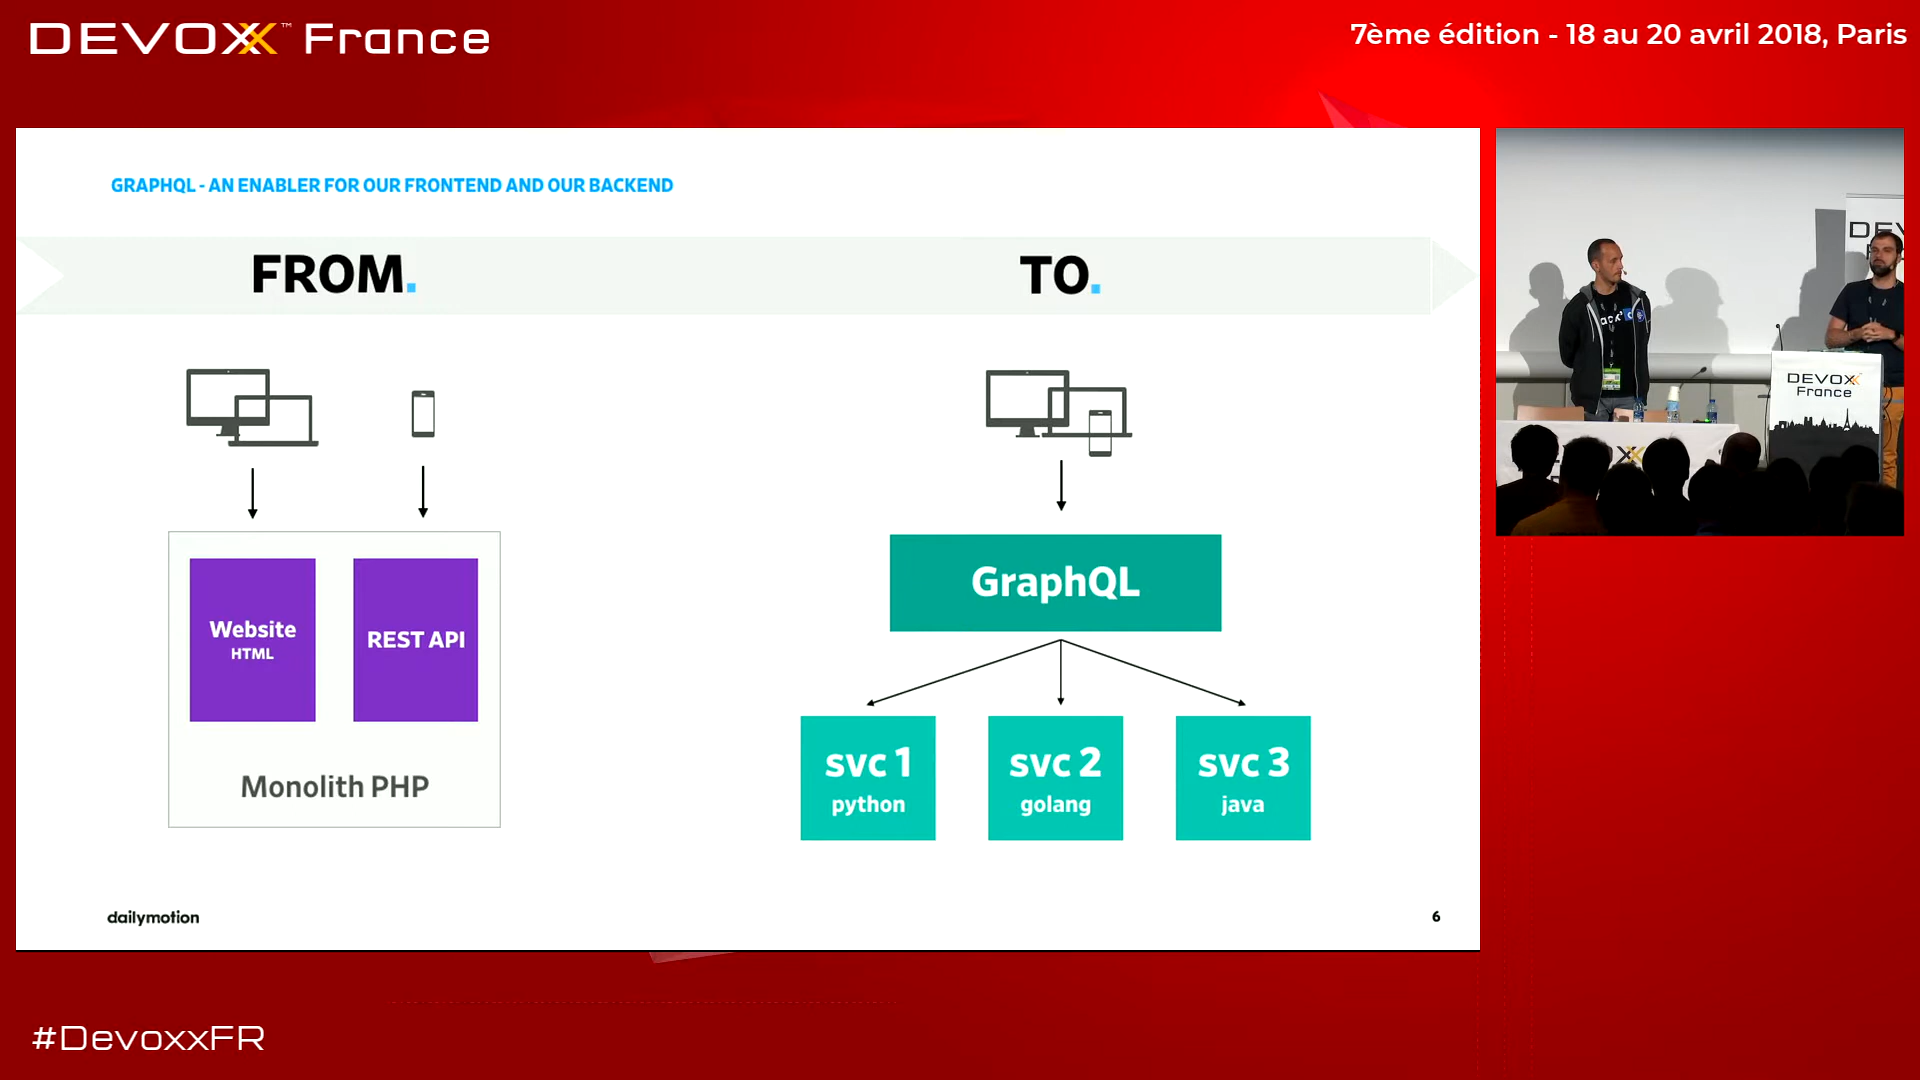 DEVOXX™ France
7ème édition - 18 au 20 avril 2018, Paris
GRAPHQL - AN ENABLER FOR OUR FRONTEND AND OUR BACKEND
FROM.
TO.
Website
HTML
REST API
Monolith PHP
GraphQL
svc 1
python
svc 2
golang
svc 3
java
dailymotion
6
DEVOXX
France
#DevoxxFR